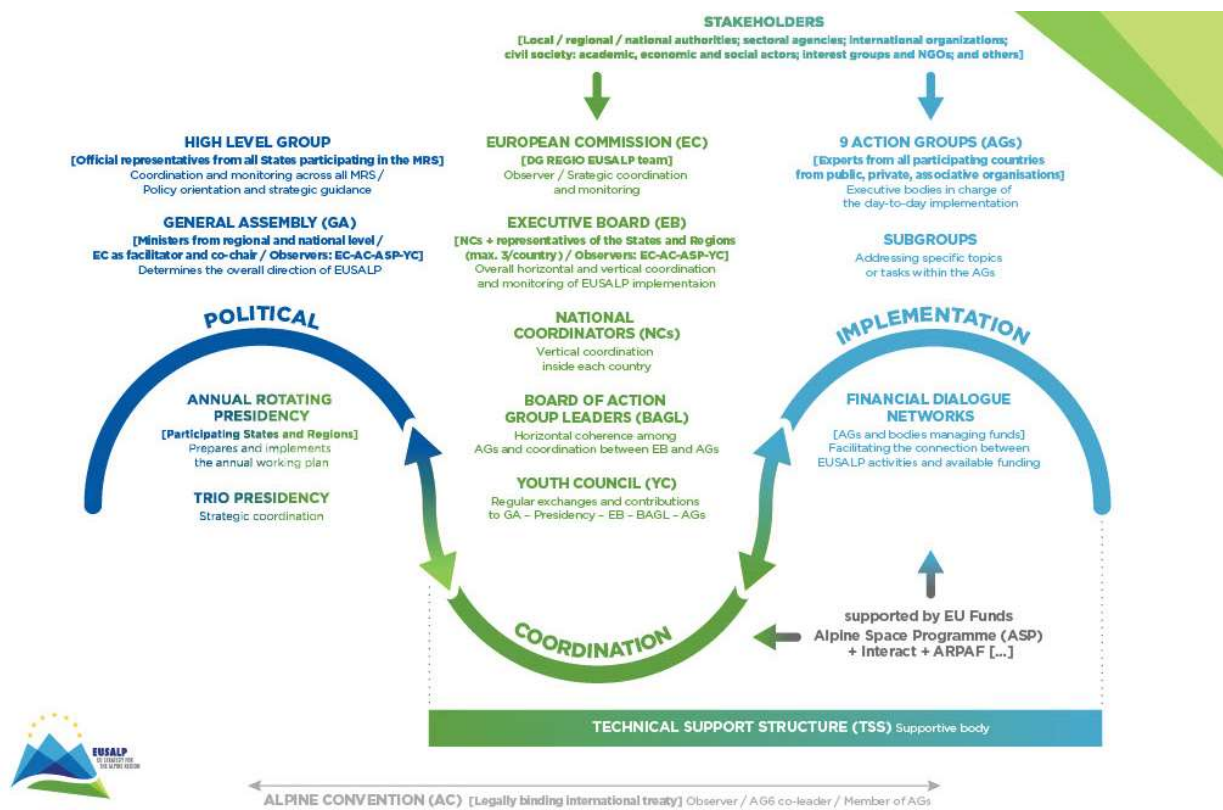 STAKEHOLDERS
[Local / regional / national authorities; sectoral agencies; international organizations;
civil society: academic, economic and social actors; interest groups and NGOs; and others]
HIGH LEVEL GROUP
[Official representatives from all States participating in the MRS]
Coordination and monitoring across all MRS /
Policy orientation and strategic guidance
GENERAL ASSEMBLY (GA)
[Ministers from regional and national level /
EC as facilitator and co-chair / Observers: EC-AC-ASP-YC]
Determines the overall direction of EUSALP
POLITICAL
ANNUAL ROTATING
PRESIDENCY
[Participating States and Regions]
Prepares and implements
the annual working plan
TRIO PRESIDENCY
Strategic coordination
EUROPEAN COMMISSION (EC)
[DG REGIO EUSALP team]
Observer / Srategic coordination
and monitoring
EXECUTIVE BOARD (EB)
[NCs + representatives of the States and Regions
(max. 3/country) / Observers: EC-AC-ASP-YC]
Overall horizontal and vertical coordination
and monitoring of EUSALP implementaion
NATIONAL
COORDINATORS (NCs)
Vertical coordination
inside each country
BOARD OF ACTION
GROUP LEADERS (BAGL)
Horizontal coherence among
AGs and coordination between EB and AGs
YOUTH COUNCIL (YC)
Regular exchanges and contributions
to GA – Presidency – EB – BAGL – AGs
COORDINATION
9 ACTION GROUPS (AGs)
[Experts from all participating countries
from public, private, associative organisations]
Executive bodies in charge of
the day-to-day implementation
SUBGROUPS
Addressing specific topics
or tasks within the AGs
IMPLEMENTATION
FINANCIAL DIALOGUE
NETWORKS
[AGs and bodies managing funds]
Facilitating the connection between
EUSALP activities and available funding
supported by EU Funds
Alpine Space Programme (ASP)
+ Interact + ARPAF [...]
TECHNICAL SUPPORT STRUCTURE (TSS) Supportive body
EUSALP
EU STRATEGY FOR
THE ALPINE REGION
ALPINE CONVENTION (AC) [Legally binding international treaty] Observer / AG6 co-leader / Member of AGs